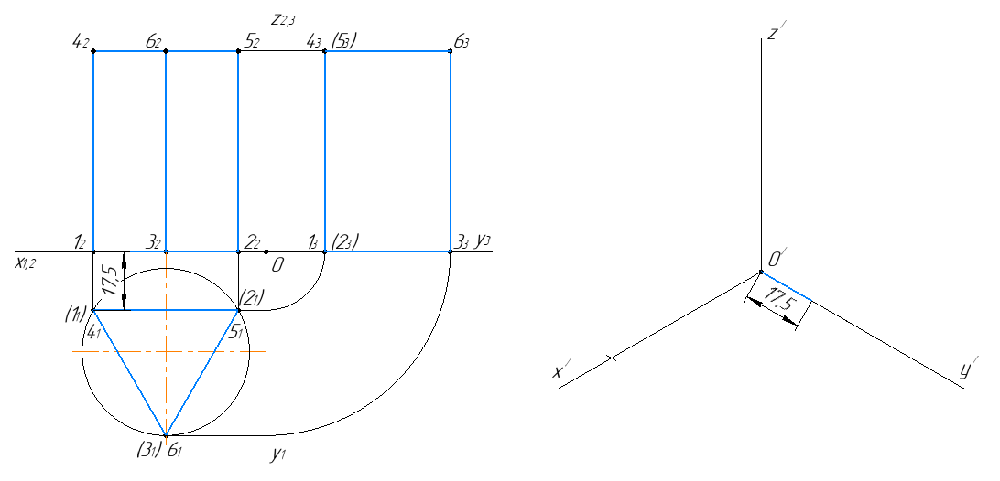 z2,3
42 62 52 43 (53) 63
z′
12 32 22 13 (23) 33 y3
x1,2 O
O′
17,5
(21)
17,5
(11)
41 51
x′ y′
(31) 61
y1